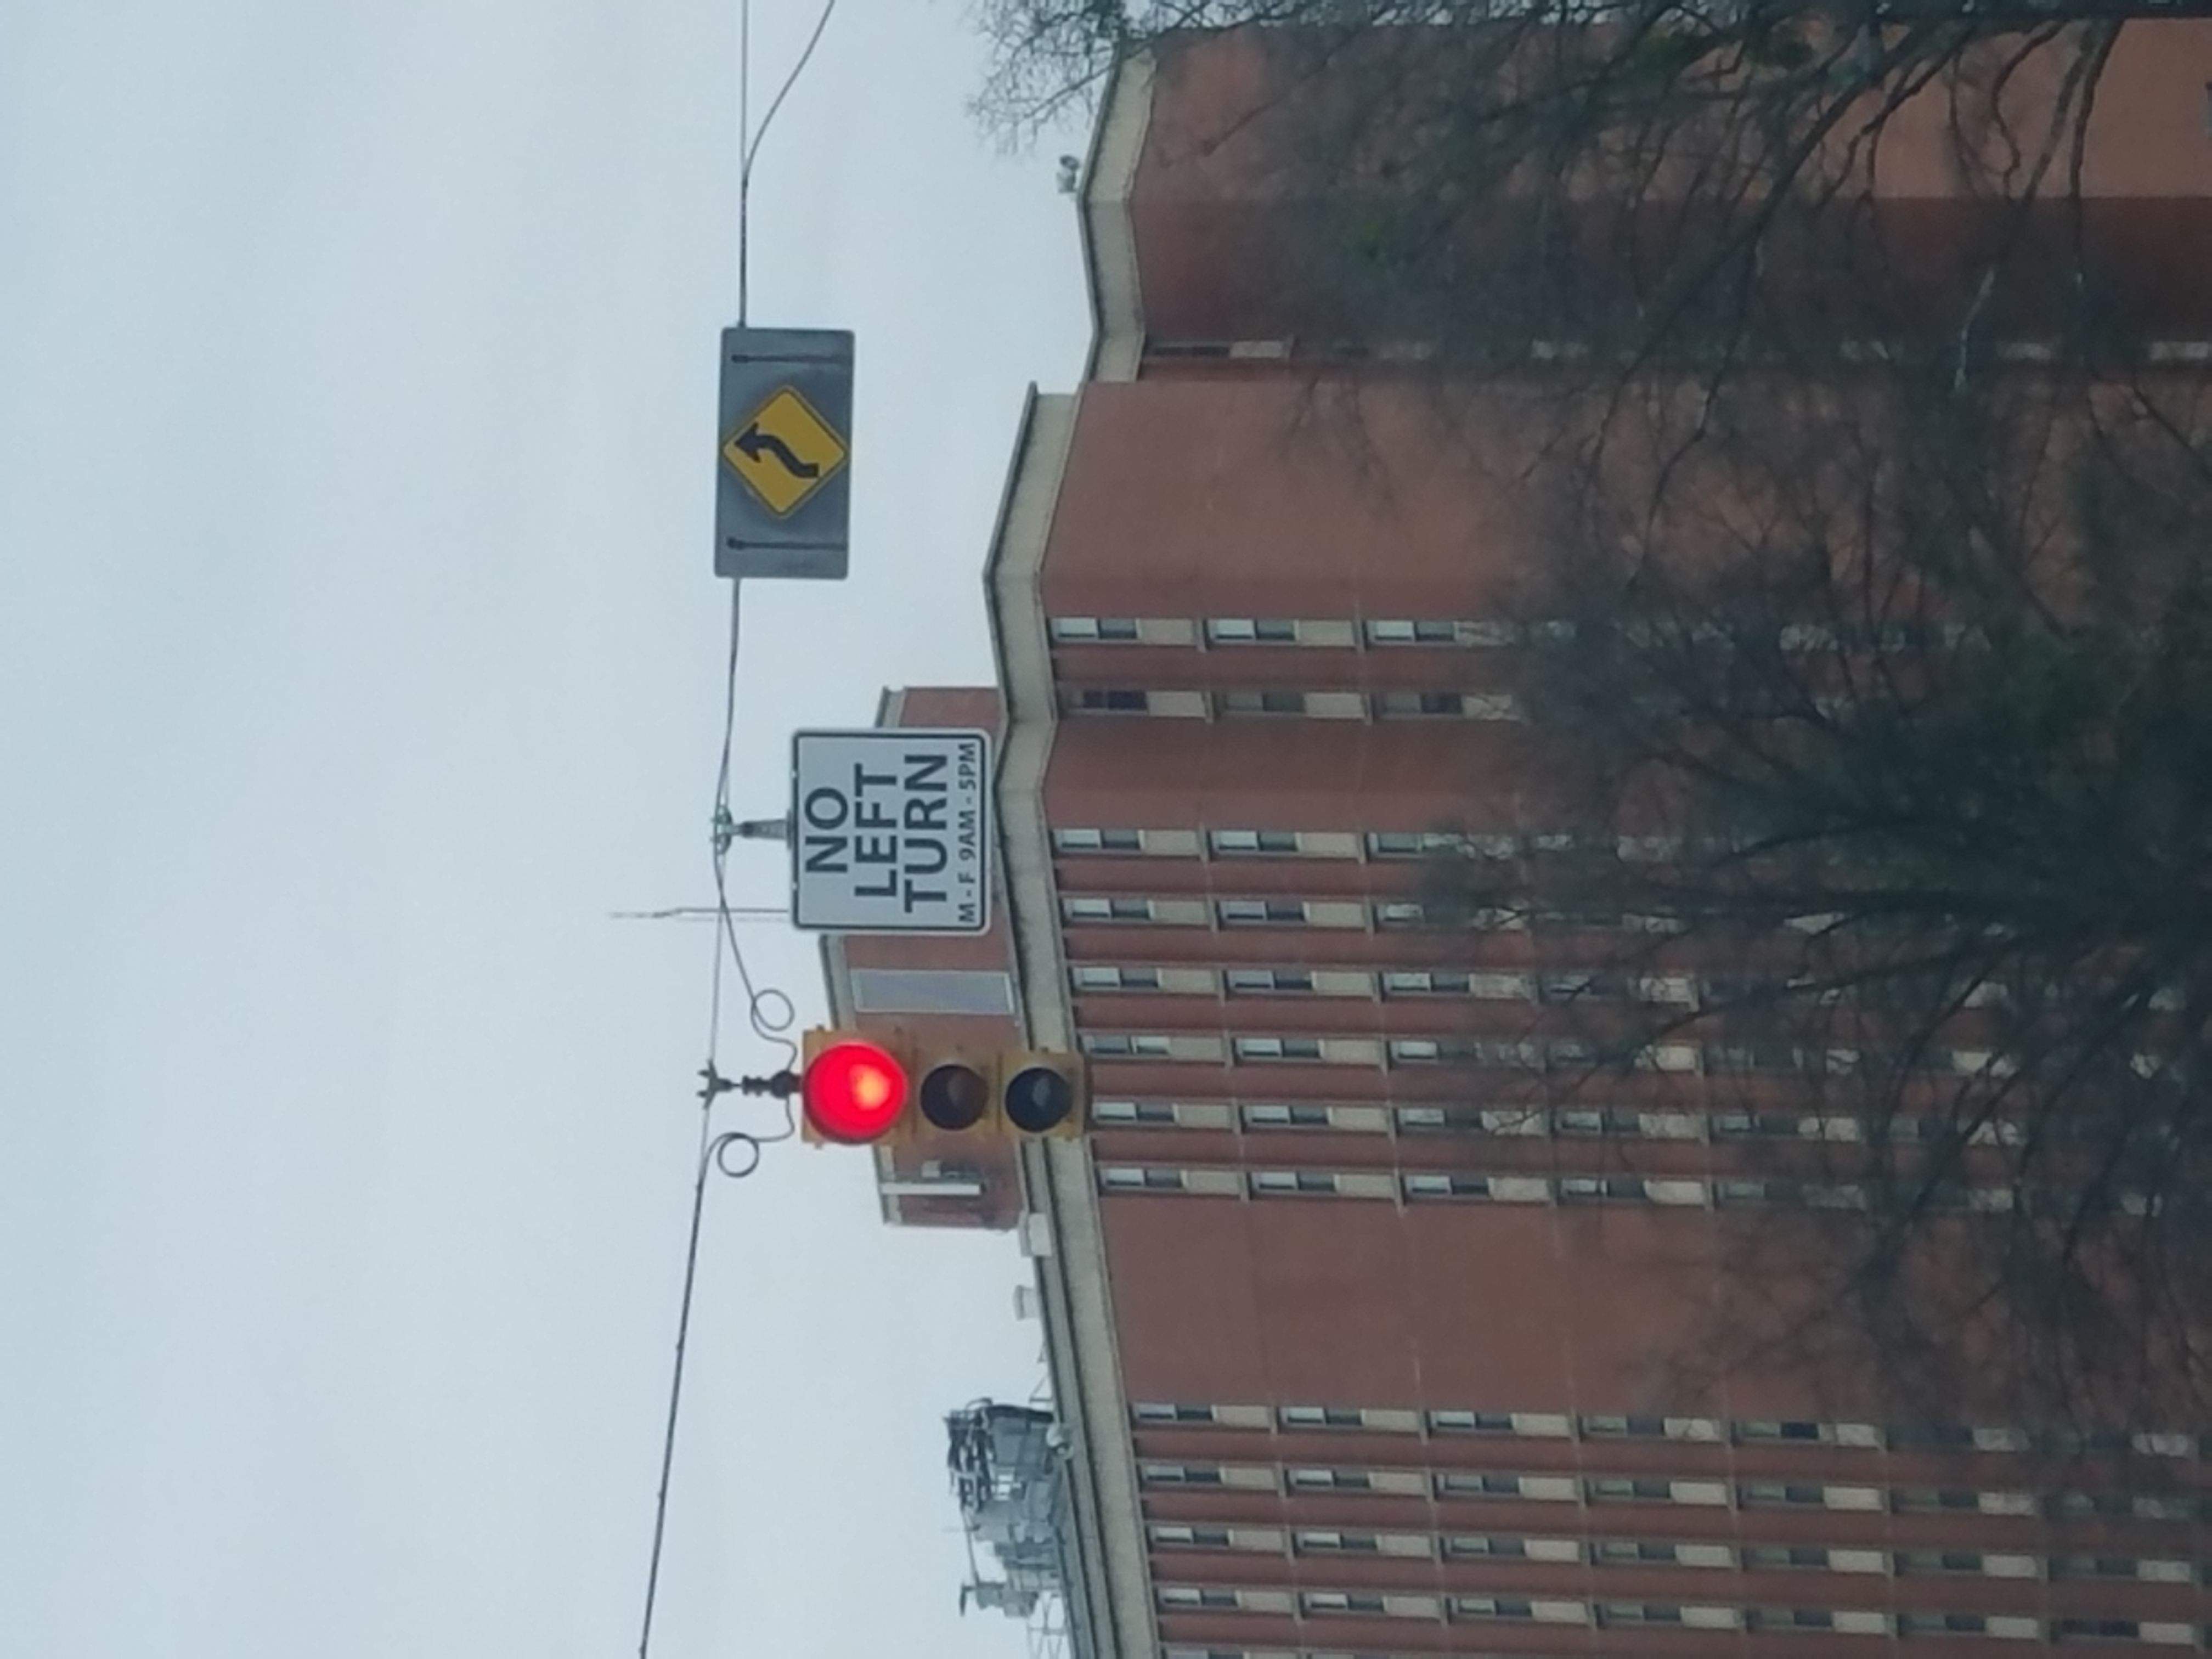 NO
LEFT
TURN
M - F 9AM - 5PM